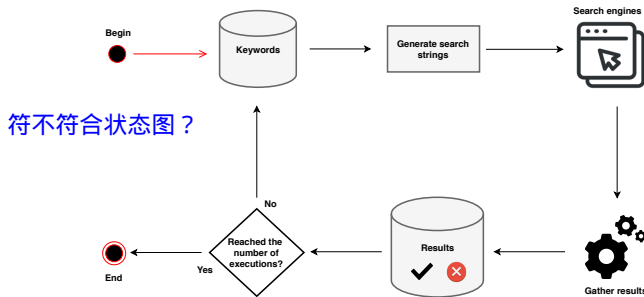 Search engines
Begin
Keywords
Generate search
strings
符不符合状态图？
No
Reached the
number of
executions?
Yes
End
Results
Gather results